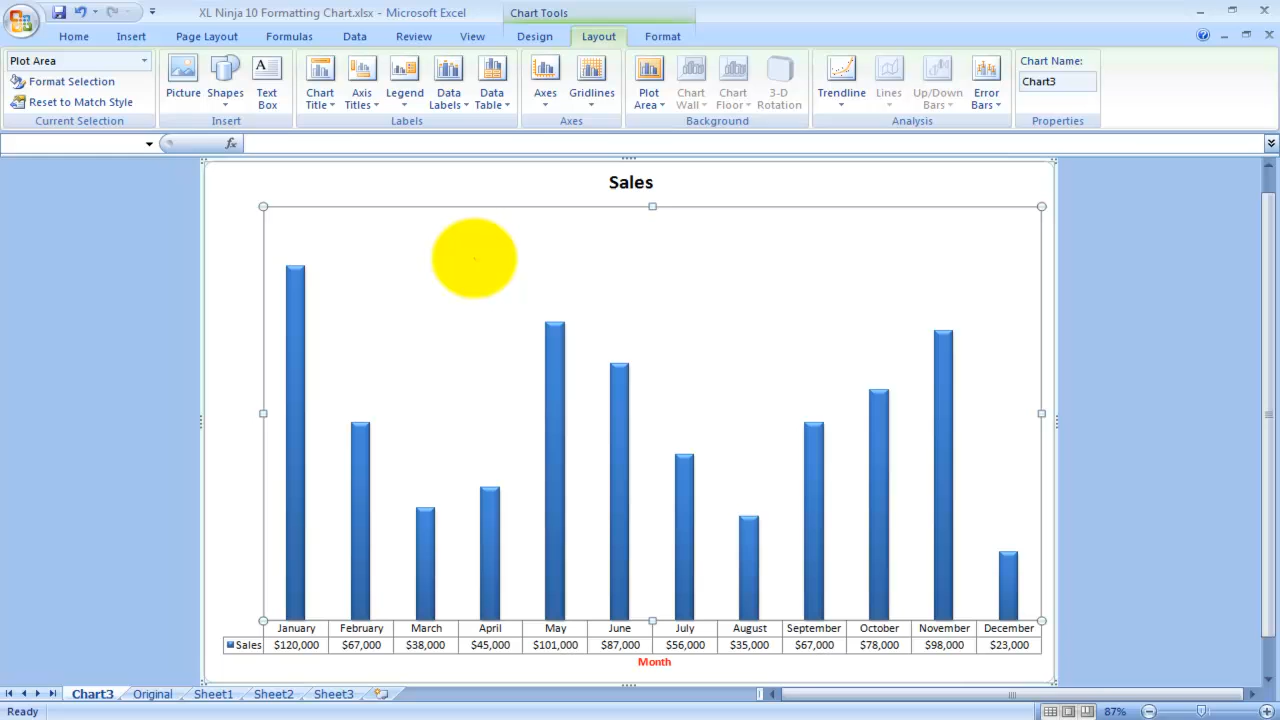 XL Ninja 10 Formatting Chart.xlsx - Microsoft Excel
Chart Tools
Home Insert Page Layout Formulas Data Review View Design Layout Format
Plot Area
Format Selection
Reset to Match Style
Current Selection
Picture Shapes Text Box
Insert
Chart Title Axis Titles Legend Data Labels Data Table
Labels
Axes Gridlines
Axes
Plot Area Chart Wall Chart Floor 3-D Rotation
Background
Trendline Lines Up/Down Bars Error Bars
Analysis
Chart Name:
Chart3
Properties
fx
Sales
January February March April May June July August September October November December
Sales $120,000 $67,000 $38,000 $45,000 $101,000 $87,000 $56,000 $35,000 $67,000 $78,000 $98,000 $23,000
Month
Chart3 Original Sheet1 Sheet2 Sheet3
Ready 87%